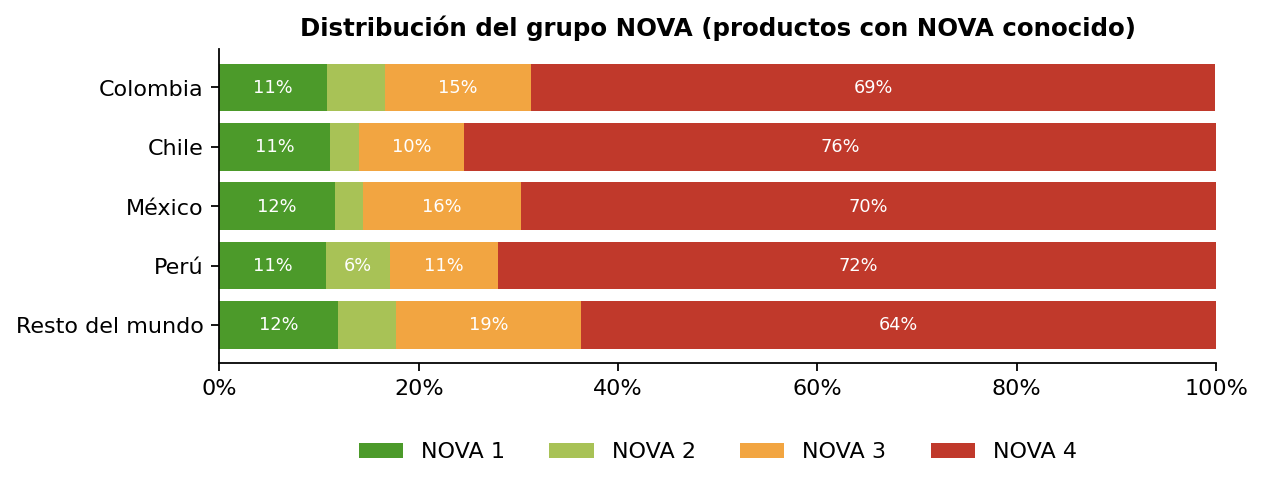 Distribución del grupo NOVA (productos con NOVA conocido)
Colombia 11% 15% 69%
Chile 11% 10% 76%
México 12% 16% 70%
Perú 11% 6% 11% 72%
Resto del mundo 12% 19% 64%
0% 20% 40% 60% 80% 100%
NOVA 1 NOVA 2 NOVA 3 NOVA 4